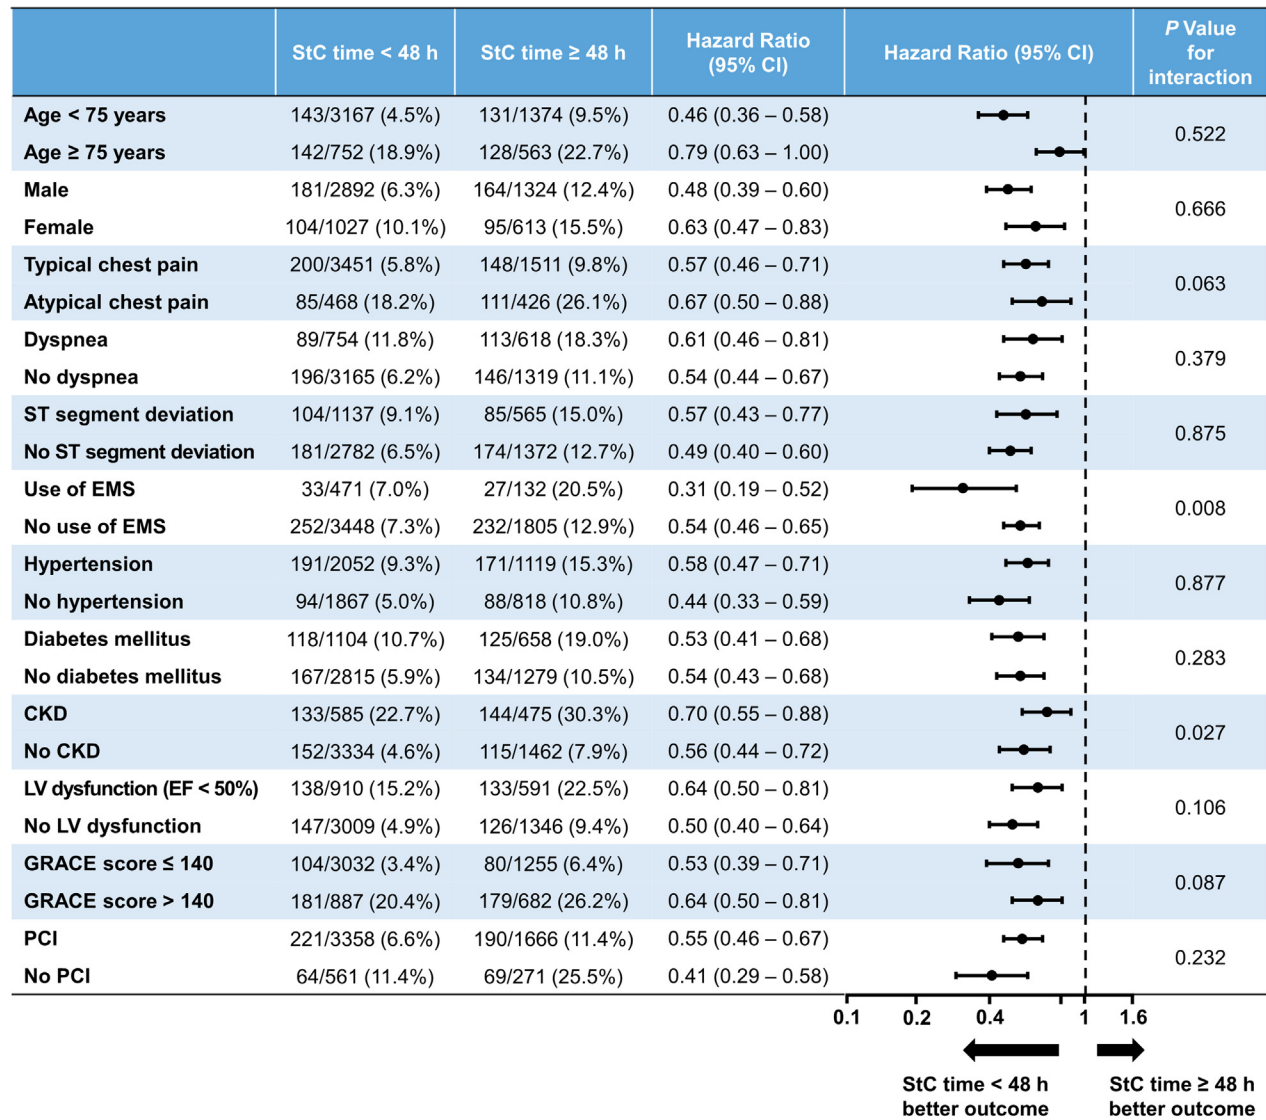 StC time < 48 h StC time ≥ 48 h Hazard Ratio (95% CI) Hazard Ratio (95% CI) P Value for interaction
Age < 75 years 143/3167 (4.5%) 131/1374 (9.5%) 0.46 (0.36 – 0.58) 0.522
Age ≥ 75 years 142/752 (18.9%) 128/563 (22.7%) 0.79 (0.63 – 1.00)
Male 181/2892 (6.3%) 164/1324 (12.4%) 0.48 (0.39 – 0.60) 0.666
Female 104/1027 (10.1%) 95/613 (15.5%) 0.63 (0.47 – 0.83)
Typical chest pain 200/3451 (5.8%) 148/1511 (9.8%) 0.57 (0.46 – 0.71) 0.063
Atypical chest pain 85/468 (18.2%) 111/426 (26.1%) 0.67 (0.50 – 0.88)
Dyspnea 89/754 (11.8%) 113/618 (18.3%) 0.61 (0.46 – 0.81) 0.379
No dyspnea 196/3165 (6.2%) 146/1319 (11.1%) 0.54 (0.44 – 0.67)
ST segment deviation 104/1137 (9.1%) 85/565 (15.0%) 0.57 (0.43 – 0.77) 0.875
No ST segment deviation 181/2782 (6.5%) 174/1372 (12.7%) 0.49 (0.40 – 0.60)
Use of EMS 33/471 (7.0%) 27/132 (20.5%) 0.31 (0.19 – 0.52) 0.008
No use of EMS 252/3448 (7.3%) 232/1805 (12.9%) 0.54 (0.46 – 0.65)
Hypertension 191/2052 (9.3%) 171/1119 (15.3%) 0.58 (0.47 – 0.71) 0.877
No hypertension 94/1867 (5.0%) 88/818 (10.8%) 0.44 (0.33 – 0.59)
Diabetes mellitus 118/1104 (10.7%) 125/658 (19.0%) 0.53 (0.41 – 0.68) 0.283
No diabetes mellitus 167/2815 (5.9%) 134/1279 (10.5%) 0.54 (0.43 – 0.68)
CKD 133/585 (22.7%) 144/475 (30.3%) 0.70 (0.55 – 0.88) 0.027
No CKD 152/3334 (4.6%) 115/1462 (7.9%) 0.56 (0.44 – 0.72)
LV dysfunction (EF < 50%) 138/910 (15.2%) 133/591 (22.5%) 0.64 (0.50 – 0.81) 0.106
No LV dysfunction 147/3009 (4.9%) 126/1346 (9.4%) 0.50 (0.40 – 0.64)
GRACE score ≤ 140 104/3032 (3.4%) 80/1255 (6.4%) 0.53 (0.39 – 0.71) 0.087
GRACE score > 140 181/887 (20.4%) 179/682 (26.2%) 0.64 (0.50 – 0.81)
PCI 221/3358 (6.6%) 190/1666 (11.4%) 0.55 (0.46 – 0.67) 0.232
No PCI 64/561 (11.4%) 69/271 (25.5%) 0.41 (0.29 – 0.58)
0.1 0.2 0.4 1 1.6
StC time < 48 h StC time ≥ 48 h
better outcome better outcome